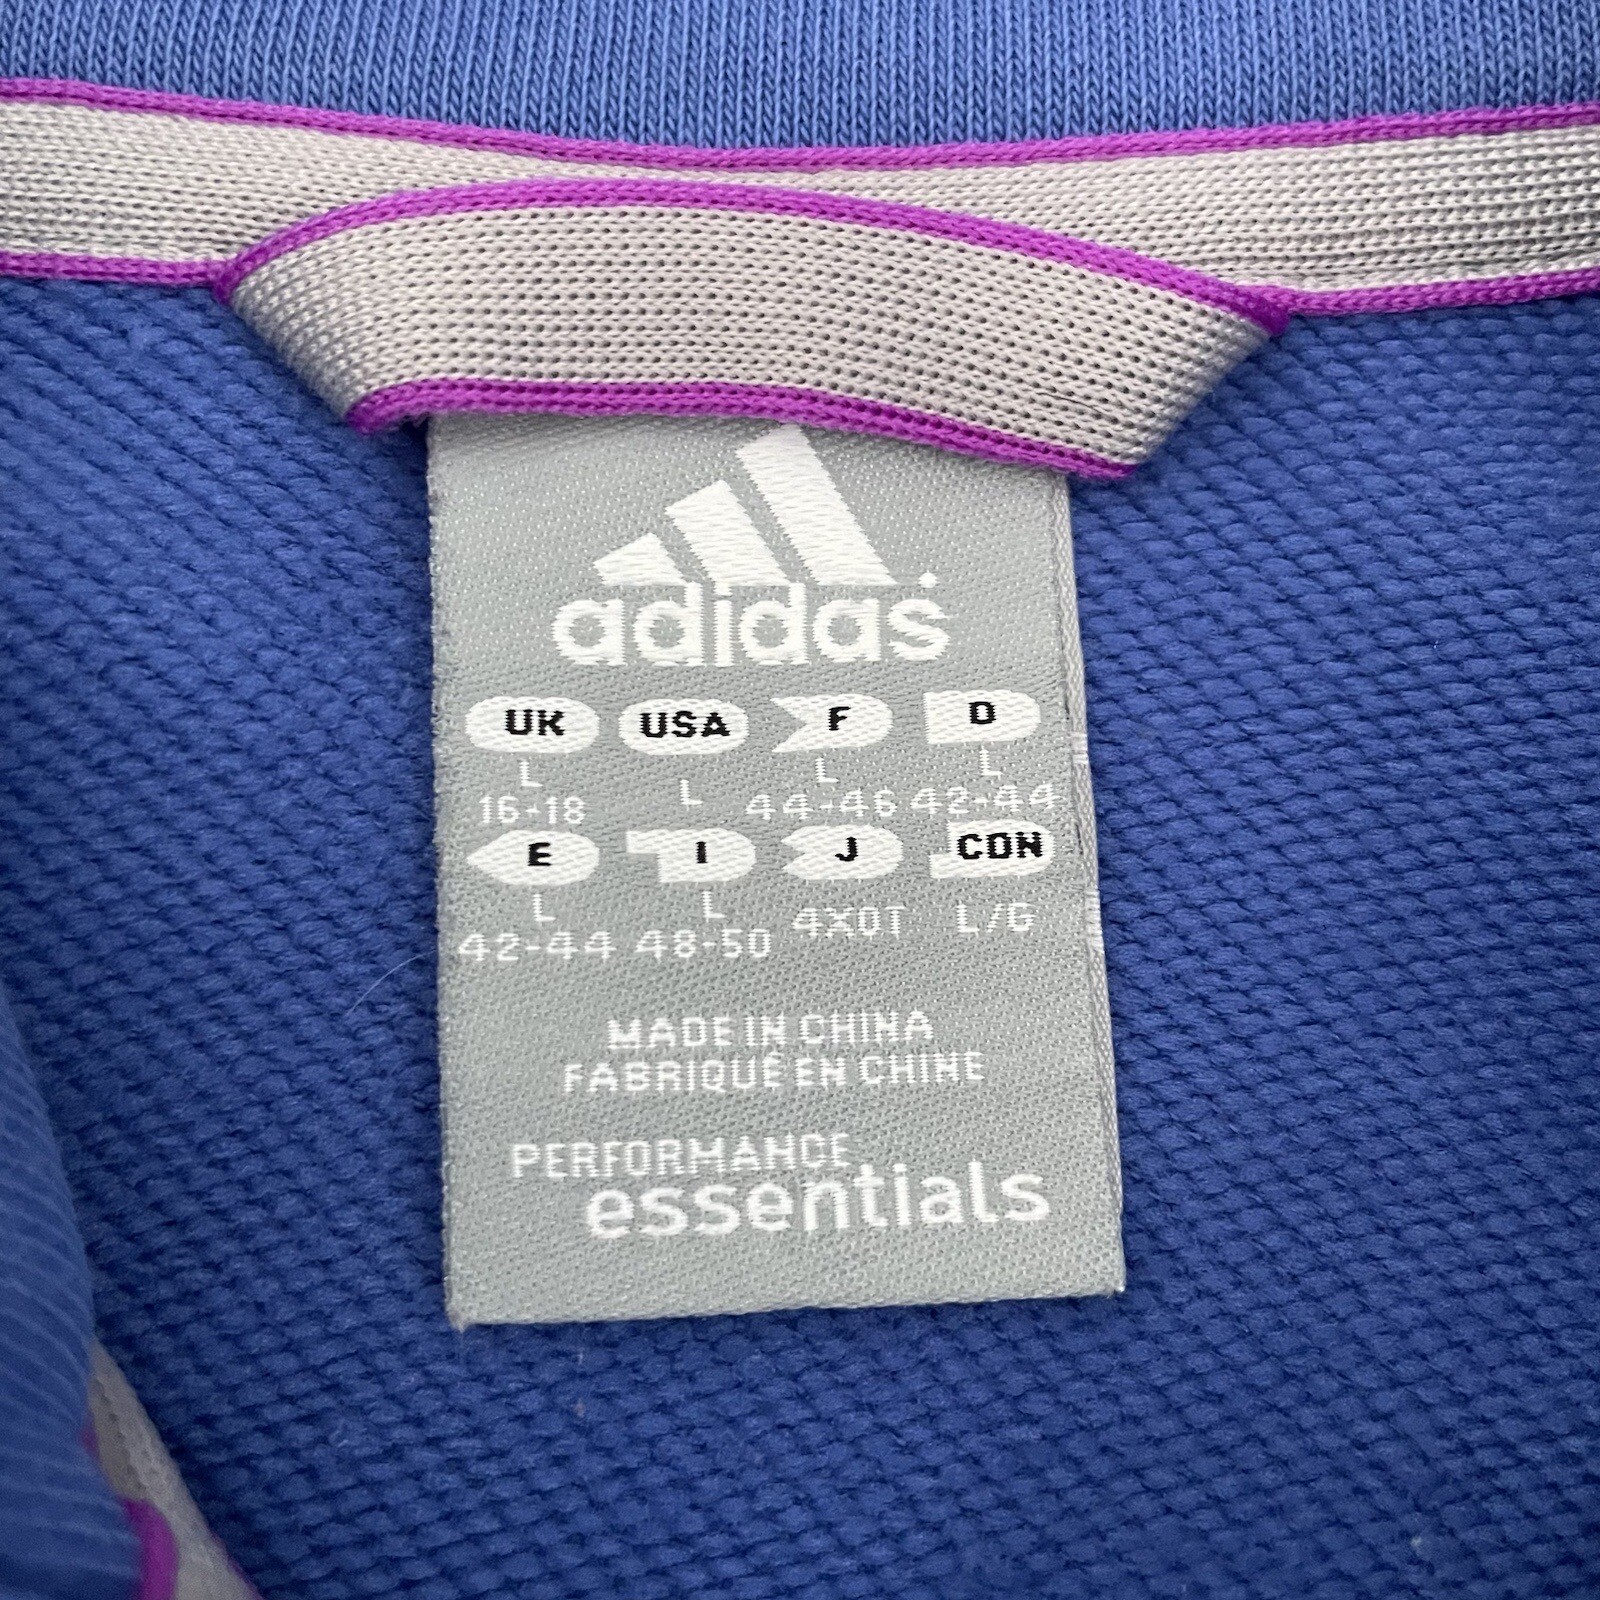 adidas
UK USA F D
L L L L
16-18 44-46 42-44
E I J CDN
L L 4XOT L/G
42-44 48-50
MADE IN CHINA
FABRIQUÉ EN CHINE
PERFORMANCE
essentials